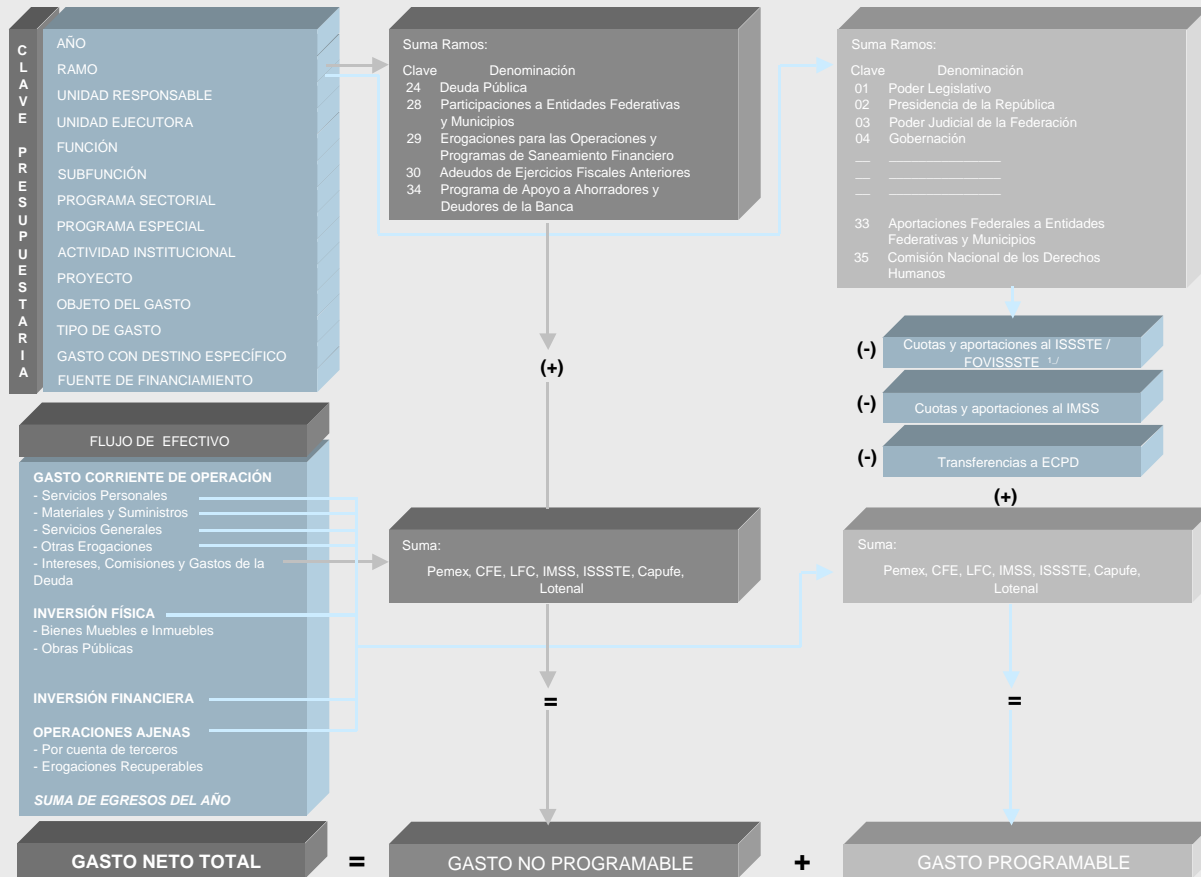 CLAVE PRESUPUESTARIA
AÑO
RAMO
UNIDAD RESPONSABLE
UNIDAD EJECUTORA
FUNCIÓN
SUBFUNCIÓN
PROGRAMA SECTORIAL
PROGRAMA ESPECIAL
ACTIVIDAD INSTITUCIONAL
PROYECTO
OBJETO DEL GASTO
TIPO DE GASTO
GASTO CON DESTINO ESPECÍFICO
FUENTE DE FINANCIAMIENTO
Suma Ramos:
Clave Denominación
24 Deuda Pública
28 Participaciones a Entidades Federativas
y Municipios
29 Erogaciones para las Operaciones y
Programas de Saneamiento Financiero
30 Adeudos de Ejercicios Fiscales Anteriores
34 Programa de Apoyo a Ahorradores y
Deudores de la Banca
(+)
Suma Ramos:
Clave Denominación
01 Poder Legislativo
02 Presidencia de la República
03 Poder Judicial de la Federación
04 Gobernación
33 Aportaciones Federales a Entidades
Federativas y Municipios
35 Comisión Nacional de los Derechos
Humanos
(-) Cuotas y aportaciones al ISSSTE /
FOVISSSTE 1../
(-) Cuotas y aportaciones al IMSS
(-) Transferencias a ECPD
(+)
FLUJO DE EFECTIVO
GASTO CORRIENTE DE OPERACIÓN
- Servicios Personales
- Materiales y Suministros
- Servicios Generales
- Otras Erogaciones
- Intereses, Comisiones y Gastos de la
Deuda
INVERSIÓN FÍSICA
- Bienes Muebles e Inmuebles
- Obras Públicas
INVERSIÓN FINANCIERA
OPERACIONES AJENAS
- Por cuenta de terceros
- Erogaciones Recuperables
SUMA DE EGRESOS DEL AÑO
Suma:
Pemex, CFE, LFC, IMSS, ISSSTE, Capufe,
Lotenal
=
Suma:
Pemex, CFE, LFC, IMSS, ISSSTE, Capufe,
Lotenal
=
GASTO NETO TOTAL = GASTO NO PROGRAMABLE + GASTO PROGRAMABLE